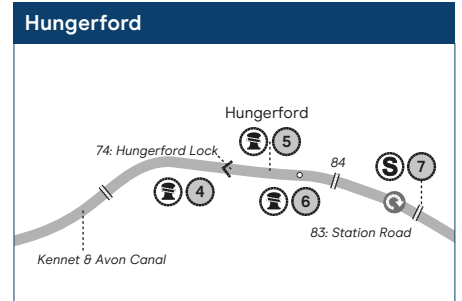 Hungerford
Hungerford
74: Hungerford Lock
5
84
S 7
4
6
83: Station Road
Kennet & Avon Canal